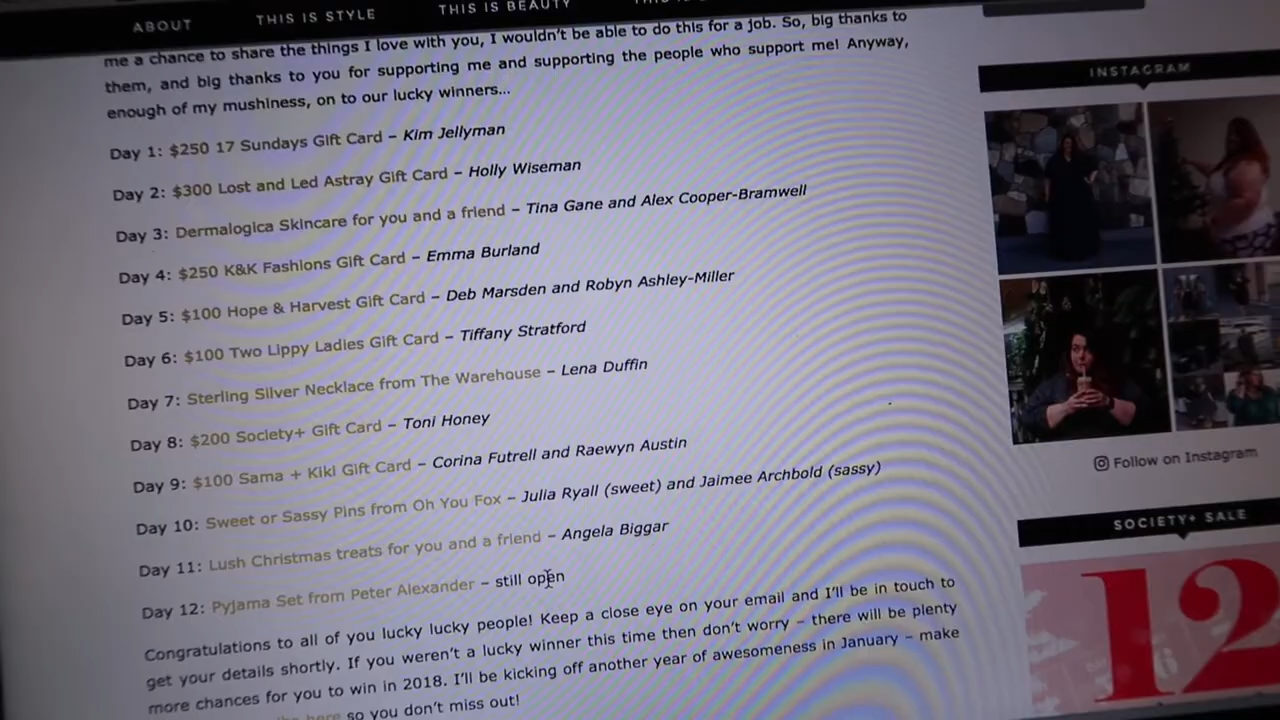 ABOUT
THIS IS STYLE
THIS IS BEAUTY
me a chance to share the things I love with you, I wouldn't be able to do this for a job. So, big thanks to
them, and big thanks to you for supporting me and supporting the people who support me! Anyway,
enough of my mushiness, on to our lucky winners...
Day 1: $250 17 Sundays Gift Card – Kim Jellyman
Day 2: $300 Lost and Led Astray Gift Card – Holly Wiseman
Day 3: Dermalogica Skincare for you and a friend – Tina Gane and Alex Cooper-Bramwell
Day 4: $250 K&K Fashions Gift Card – Emma Burland
Day 5: $100 Hope & Harvest Gift Card – Deb Marsden and Robyn Ashley-Miller
Day 6: $100 Two Lippy Ladies Gift Card – Tiffany Stratford
Day 7: Sterling Silver Necklace from The Warehouse – Lena Duffin
Day 8: $200 Society+ Gift Card – Toni Honey
Day 9: $100 Sama + Kiki Gift Card – Corina Futrell and Raewyn Austin
Day 10: Sweet or Sassy Pins from Oh You Fox – Julia Ryall (sweet) and Jaimee Archbold (sassy)
Day 11: Lush Christmas treats for you and a friend – Angela Biggar
Day 12: Pyjama Set from Peter Alexander – still open
Congratulations to all of you lucky lucky people! Keep a close eye on your email and I'll be in touch to
get your details shortly. If you weren't a lucky winner this time then don't worry – there will be plenty
more chances for you to win in 2018. I'll be kicking off another year of awesomeness in January – make
here so you don't miss out!
INSTAGRAM
Follow on Instagram
SOCIETY+ SALE
12